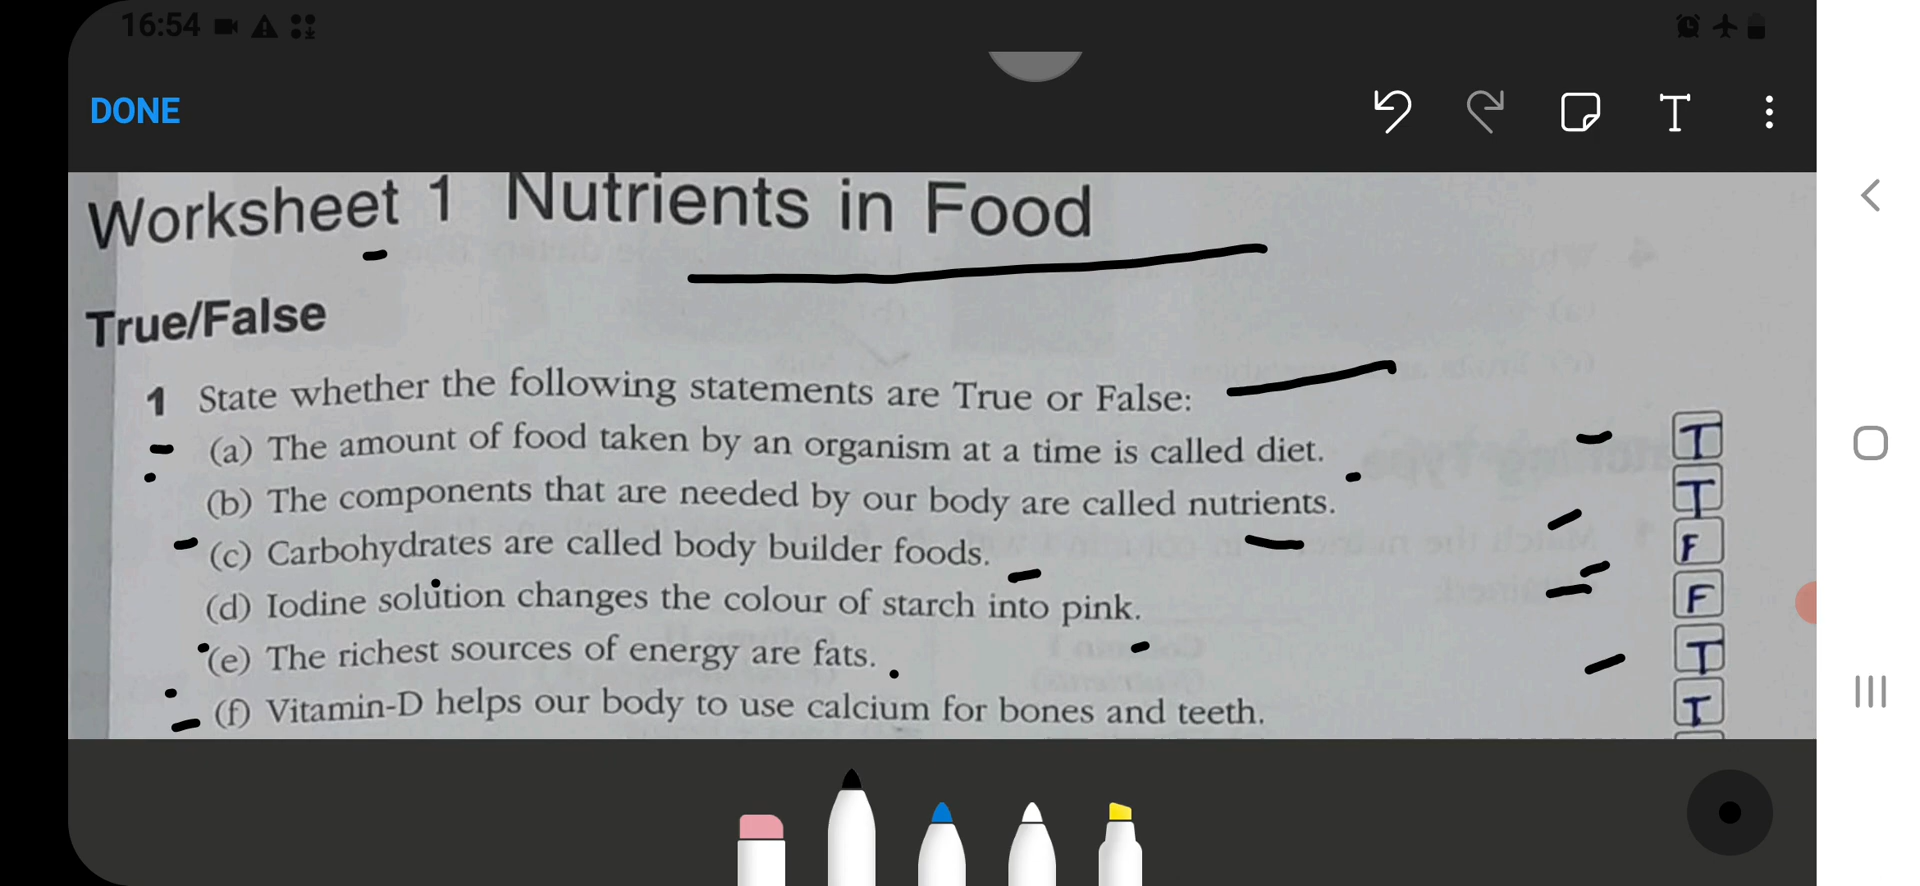 16:54
DONE
T
Worksheet 1 Nutrients in Food
True/False
1 State whether the following statements are True or False:
(a) The amount of food taken by an organism at a time is called diet. T
(b) The components that are needed by our body are called nutrients. T
(c) Carbohydrates are called body builder foods. F
(d) Iodine solution changes the colour of starch into pink. F
(e) The richest sources of energy are fats. T
(f) Vitamin-D helps our body to use calcium for bones and teeth. T